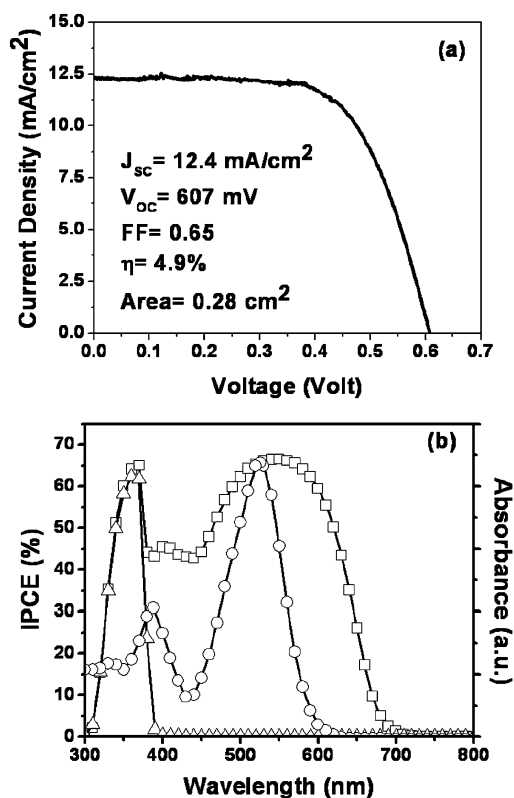 (a)
Current Density (mA/cm²)
15.0
12.5
10.0
7.5
5.0
2.5
0.0
J_SC= 12.4 mA/cm²
V_OC= 607 mV
FF= 0.65
η= 4.9%
Area= 0.28 cm²
0.0 0.1 0.2 0.3 0.4 0.5 0.6 0.7
Voltage (Volt)
(b)
IPCE (%)
70
60
50
40
30
20
10
0
Absorbance (a.u.)
300 400 500 600 700 800
Wavelength (nm)